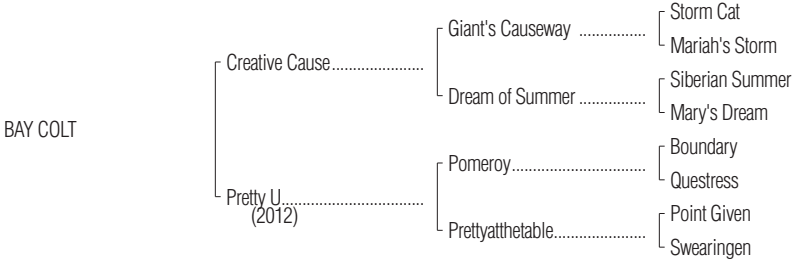 Storm Cat
Giant's Causeway ................
Mariah's Storm
Creative Cause......................
Siberian Summer
Dream of Summer ................
Mary's Dream
BAY COLT
Boundary
Pomeroy................................
Questress
Pretty U..................................
(2012)
Point Given
Prettyatthetable......................
Swearingen